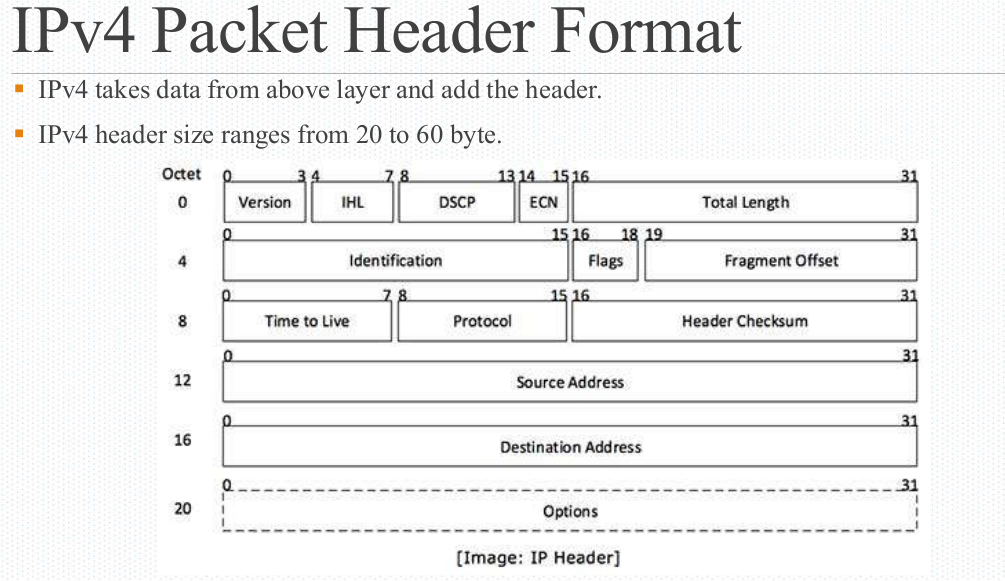 IPv4 Packet Header Format
IPv4 takes data from above layer and add the header.
IPv4 header size ranges from 20 to 60 byte.
Octet 0 3 4 7 8 13 14 15 16 31
0 Version IHL DSCP ECN Total Length
0 15 16 18 19 31
4 Identification Flags Fragment Offset
0 7 8 15 16 31
8 Time to Live Protocol Header Checksum
0 31
12 Source Address
0 31
16 Destination Address
0 31
20 Options
[Image: IP Header]